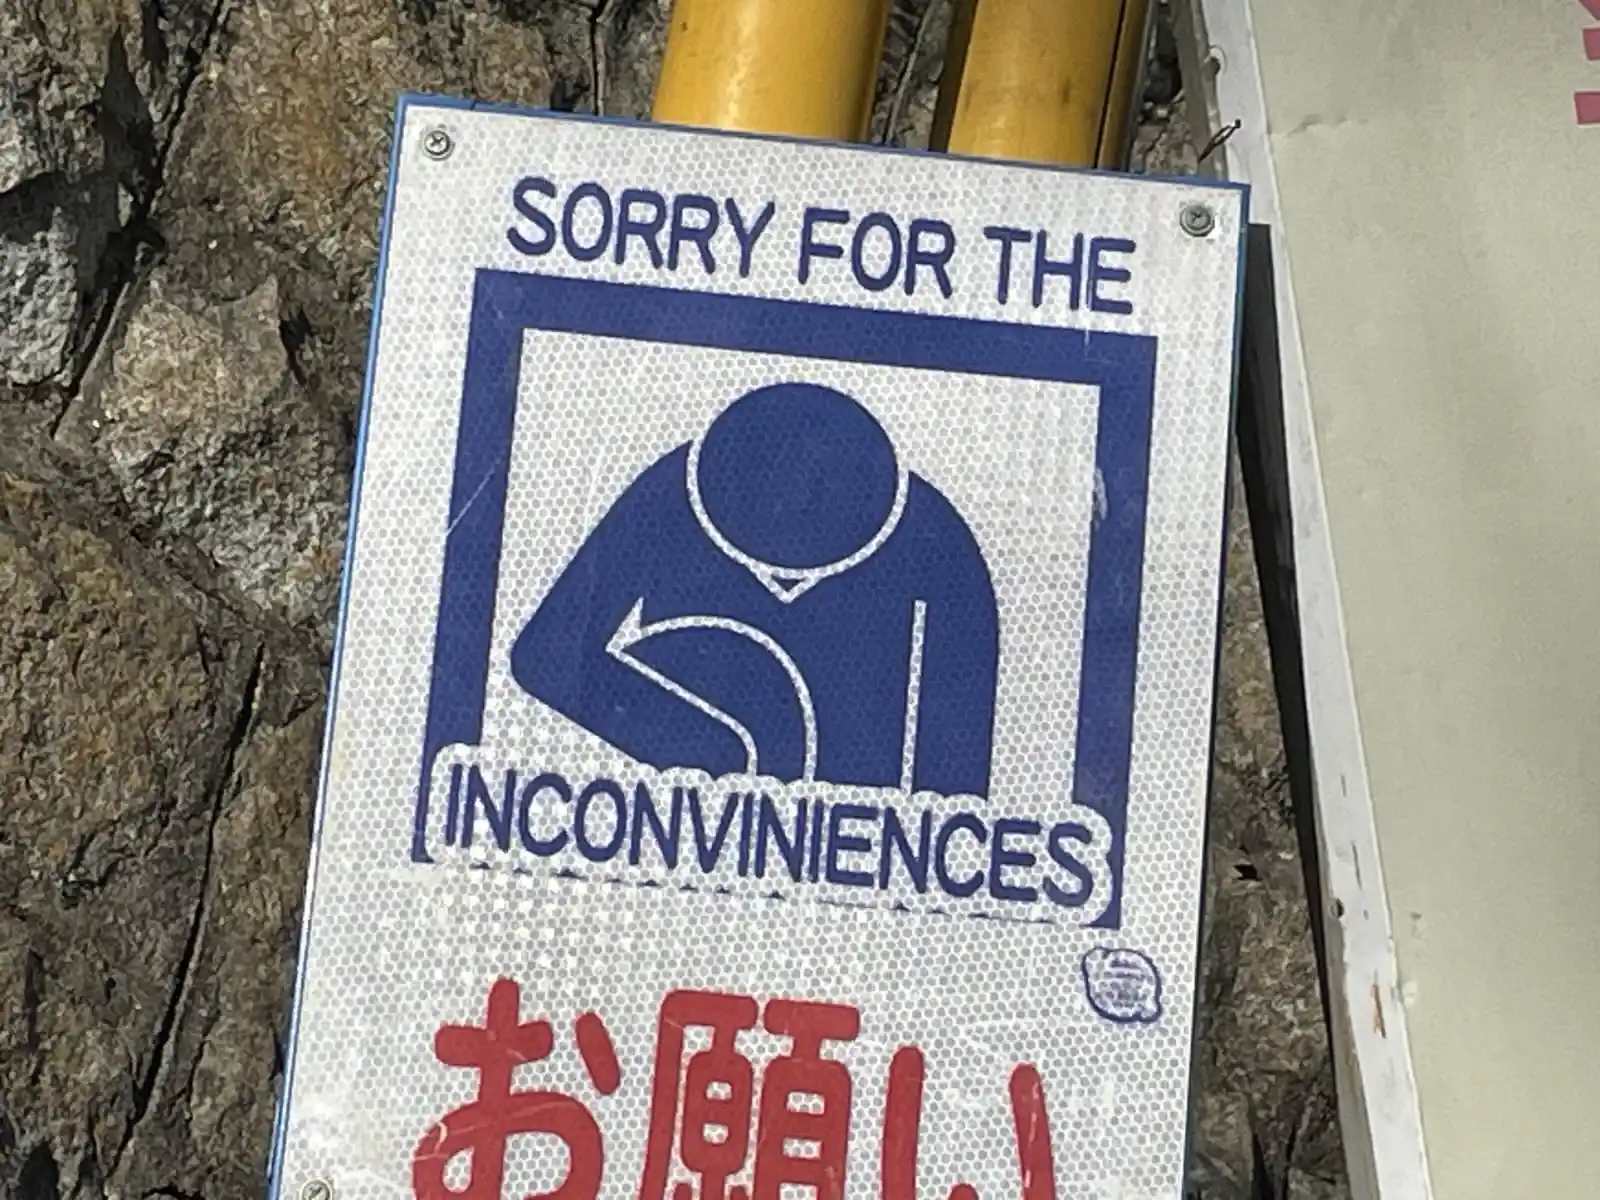 SORRY FOR THE
INCONVINIENCES
お願い